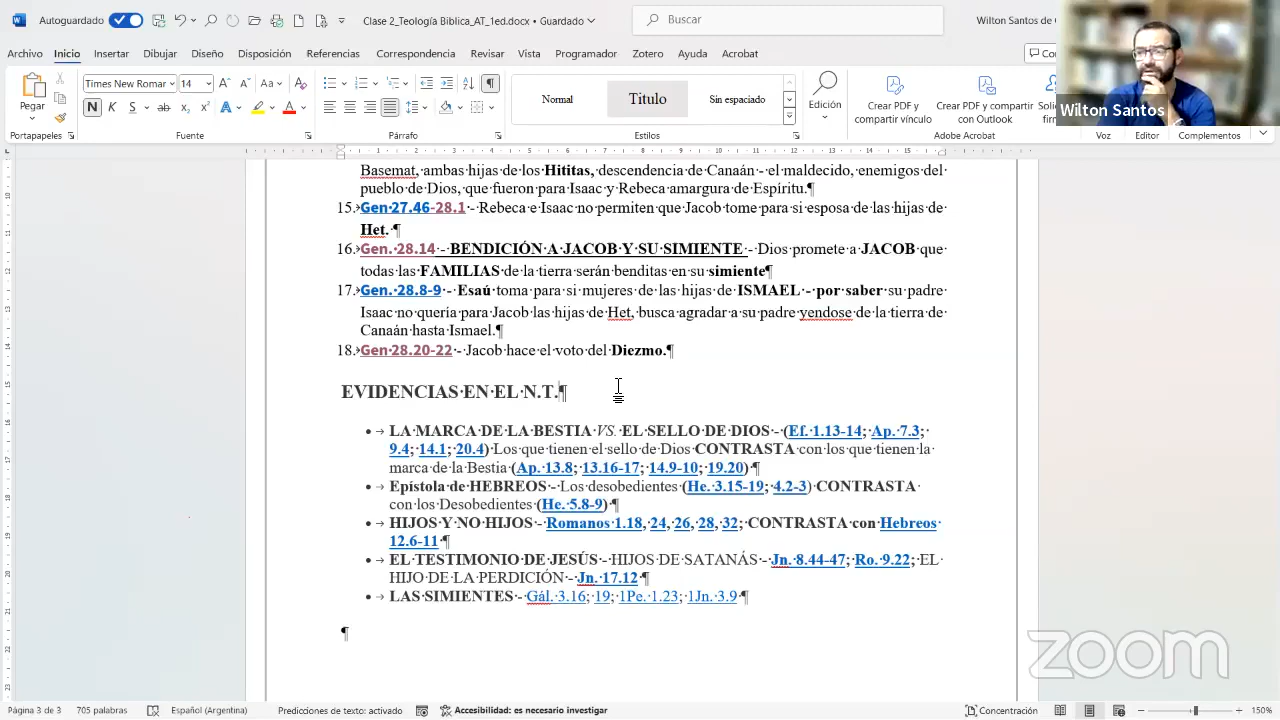 Autoguardado
Clase 2_Teología Biblica_AT_1ed.docx • Guardado
Buscar
Wilton Santos de
Archivo Inicio Insertar Dibujar Diseño Disposición Referencias Correspondencia Revisar Vista Programador Zotero Ayuda Acrobat
Pegar
Times New Roman 14
N K S ab
Normal Título Sin espaciado
Edición
Crear PDF y compartir vínculo
Crear PDF y compartir con Outlook
Portapapeles Fuente Párrafo Estilos Adobe Acrobat Voz Editor Complementos
Wilton Santos
Basemat, ambas hijas de los Hititas, descendencia de Canaán - el maldecido, enemigos del
pueblo de Dios, que fueron para Isaac y Rebeca amargura de Espíritu.¶
15. Gen 27.46-28.1 - Rebeca e Isaac no permiten que Jacob tome para si esposa de las hijas de
Het. ¶
16. Gen. 28.14 - BENDICIÓN A JACOB Y SU SIMIENTE - Dios promete a JACOB que
todas las FAMILIAS de la tierra serán benditas en su simiente¶
17. Gen. 28.8-9 - Esaú toma para si mujeres de las hijas de ISMAEL - por saber su padre
Isaac no quería para Jacob las hijas de Het, busca agradar a su padre yendose de la tierra de
Canaán hasta Ismael.¶
18. Gen 28.20-22 - Jacob hace el voto del Diezmo.¶
EVIDENCIAS EN EL N.T.¶
• LA MARCA DE LA BESTIA VS. EL SELLO DE DIOS - (Ef. 1.13-14; Ap. 7.3;
9.4; 14.1; 20.4) Los que tienen el sello de Dios CONTRASTA con los que tienen la
marca de la Bestia (Ap. 13.8; 13.16-17; 14.9-10; 19.20) ¶
• Epístola de HEBREOS - Los desobedientes (He. 3.15-19; 4.2-3) CONTRASTA
con los Desobedientes (He. 5.8-9) ¶
• HIJOS Y NO HIJOS - Romanos 1.18, 24, 26, 28, 32; CONTRASTA con Hebreos
12.6-11 ¶
• EL TESTIMONIO DE JESÚS - HIJOS DE SATANÁS - Jn. 8.44-47; Ro. 9.22; EL
HIJO DE LA PERDICIÓN - Jn. 17.12 ¶
• LAS SIMIENTES - Gál. 3.16; 19; 1Pe. 1.23; 1Jn. 3.9 ¶
¶
zoom
Página 3 de 3 705 palabras Español (Argentina) Predicciones de texto: activado Accesibilidad: es necesario investigar Concentración 150%